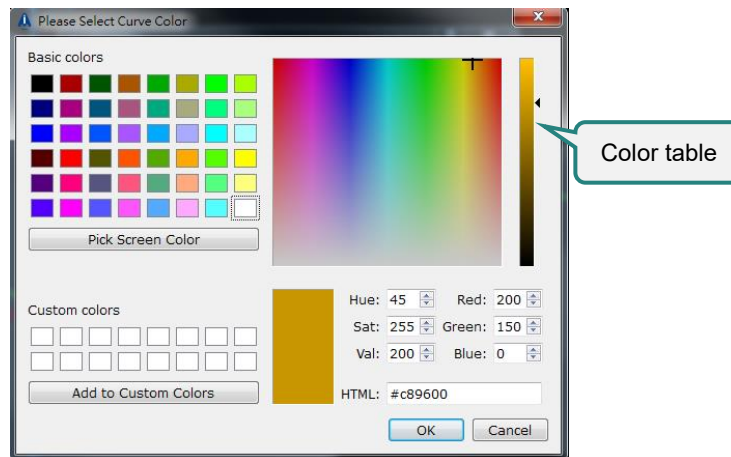 Please Select Curve Color
Basic colors
Pick Screen Color
Custom colors
Add to Custom Colors
Hue: 45 Red: 200
Sat: 255 Green: 150
Val: 200 Blue: 0
HTML: #c89600
OK Cancel
Color table